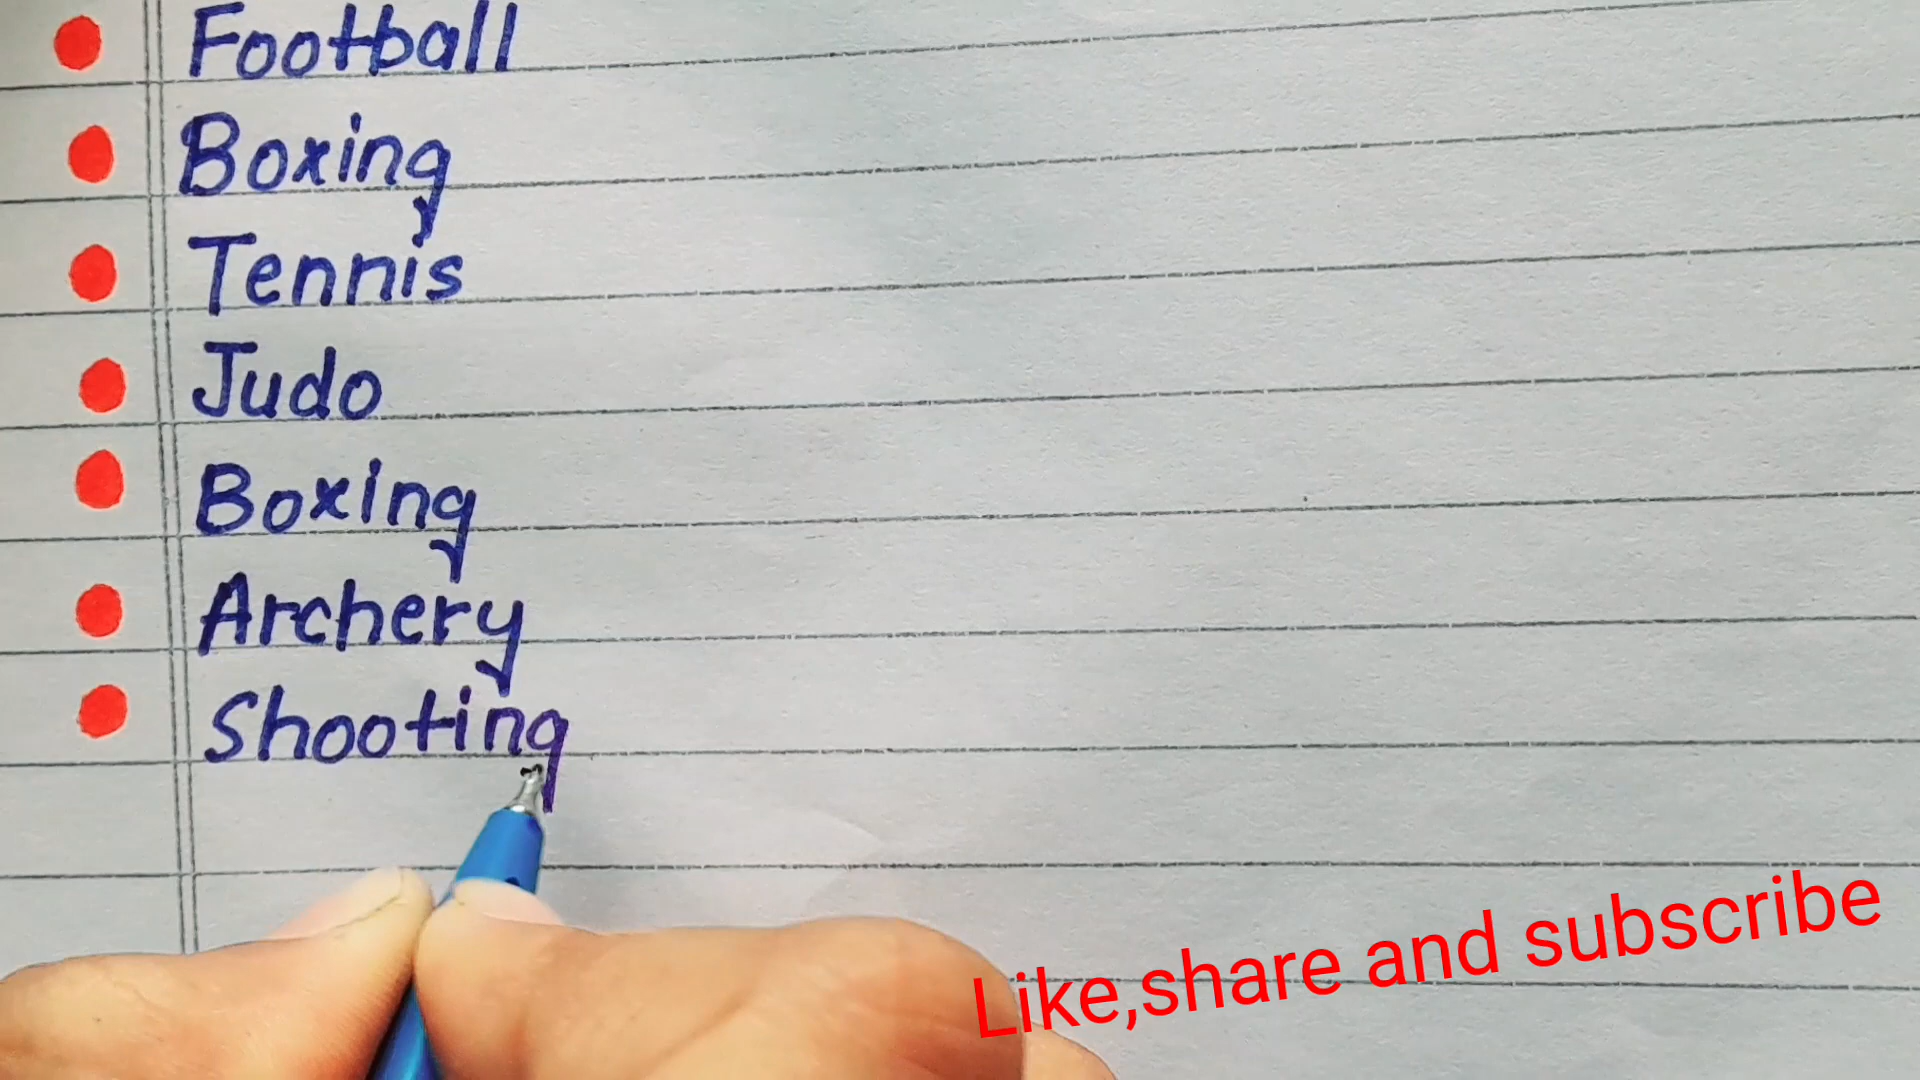 Football
Boxing
Tennis
Judo
Boxing
Archery
Shooting
Like,share and subscribe